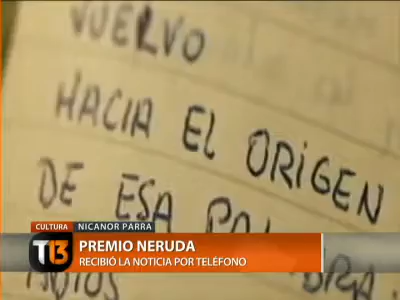 VUELVO
HACIA EL ORIGEN
DE ESA
CULTURA NICANOR PARRA
T13 PREMIO NERUDA
RECIBIÓ LA NOTICIA POR TELÉFONO